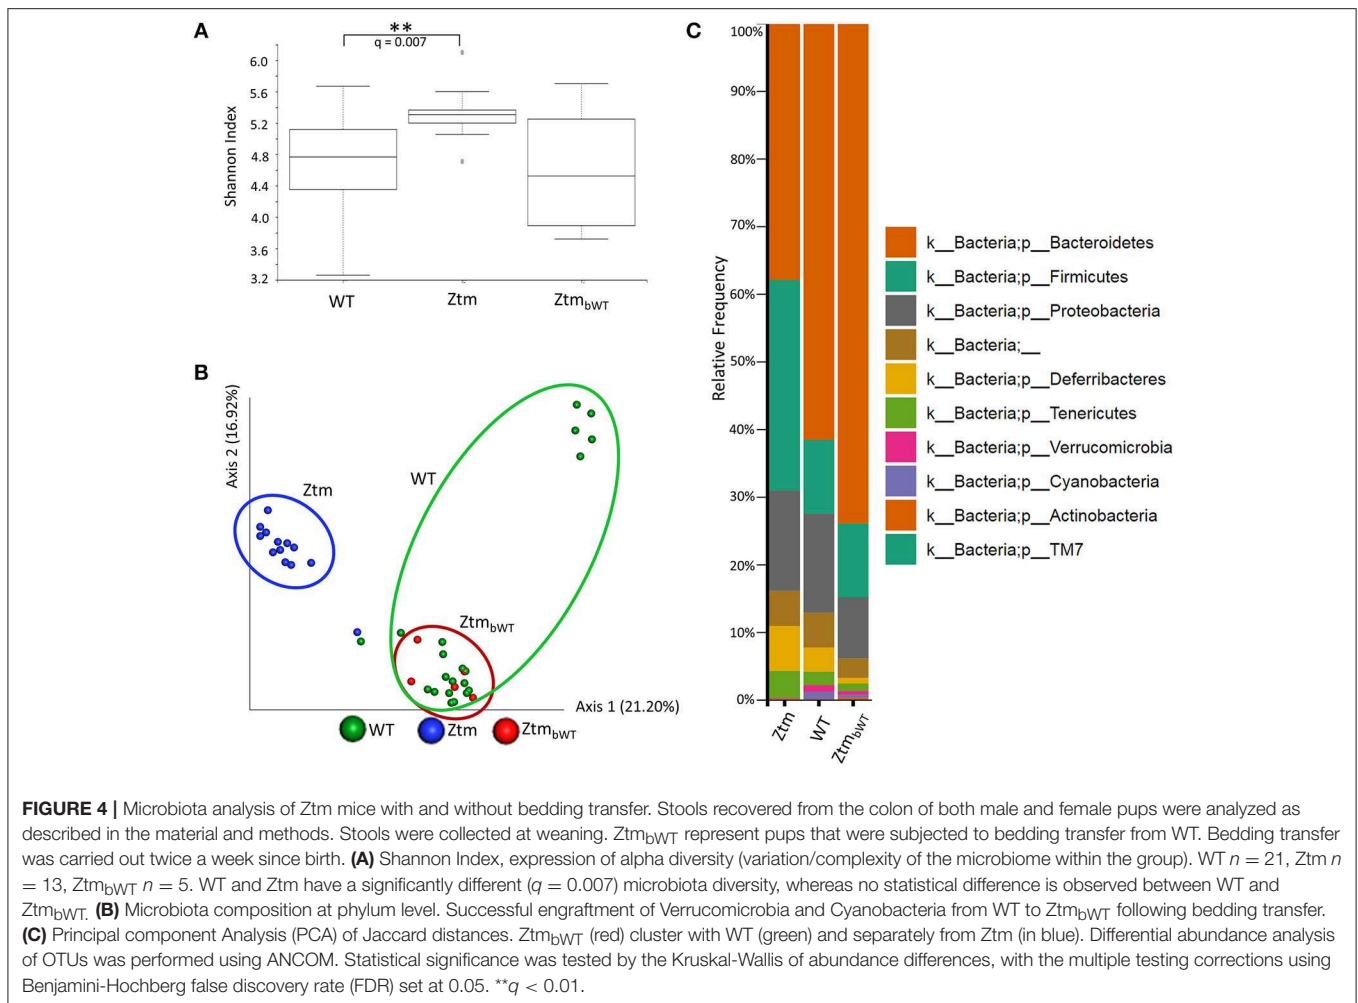 A
**
q = 0.007
Shannon Index
6.0
5.6
5.2
4.8
4.4
4.0
3.6
3.2
WT
Ztm
Ztm_bWT
B
Axis 2 (16.92%)
Ztm
WT
Ztm_bWT
Axis 1 (21.20%)
WT
Ztm
Ztm_bWT
C
Relative Frequency
100%
90%
80%
70%
60%
50%
40%
30%
20%
10%
0%
Ztm
WT
Ztm_bWT
k__Bacteria;p__Bacteroidetes
k__Bacteria;p__Firmicutes
k__Bacteria;p__Proteobacteria
k__Bacteria;__
k__Bacteria;p__Deferribacteres
k__Bacteria;p__Tenericutes
k__Bacteria;p__Verrucomicrobia
k__Bacteria;p__Cyanobacteria
k__Bacteria;p__Actinobacteria
k__Bacteria;p__TM7
FIGURE 4 | Microbiota analysis of Ztm mice with and without bedding transfer. Stools recovered from the colon of both male and female pups were analyzed as
described in the material and methods. Stools were collected at weaning. Ztm_bWT represent pups that were subjected to bedding transfer from WT. Bedding transfer
was carried out twice a week since birth. (A) Shannon Index, expression of alpha diversity (variation/complexity of the microbiome within the group). WT n = 21, Ztm n
= 13, Ztm_bWT n = 5. WT and Ztm have a significantly different (q = 0.007) microbiota diversity, whereas no statistical difference is observed between WT and
Ztm_bWT. (B) Microbiota composition at phylum level. Successful engraftment of Verrucomicrobia and Cyanobacteria from WT to Ztm_bWT following bedding transfer.
(C) Principal component Analysis (PCA) of Jaccard distances. Ztm_bWT (red) cluster with WT (green) and separately from Ztm (in blue). Differential abundance analysis
of OTUs was performed using ANCOM. Statistical significance was tested by the Kruskal-Wallis of abundance differences, with the multiple testing corrections using
Benjamini-Hochberg false discovery rate (FDR) set at 0.05. **q < 0.01.